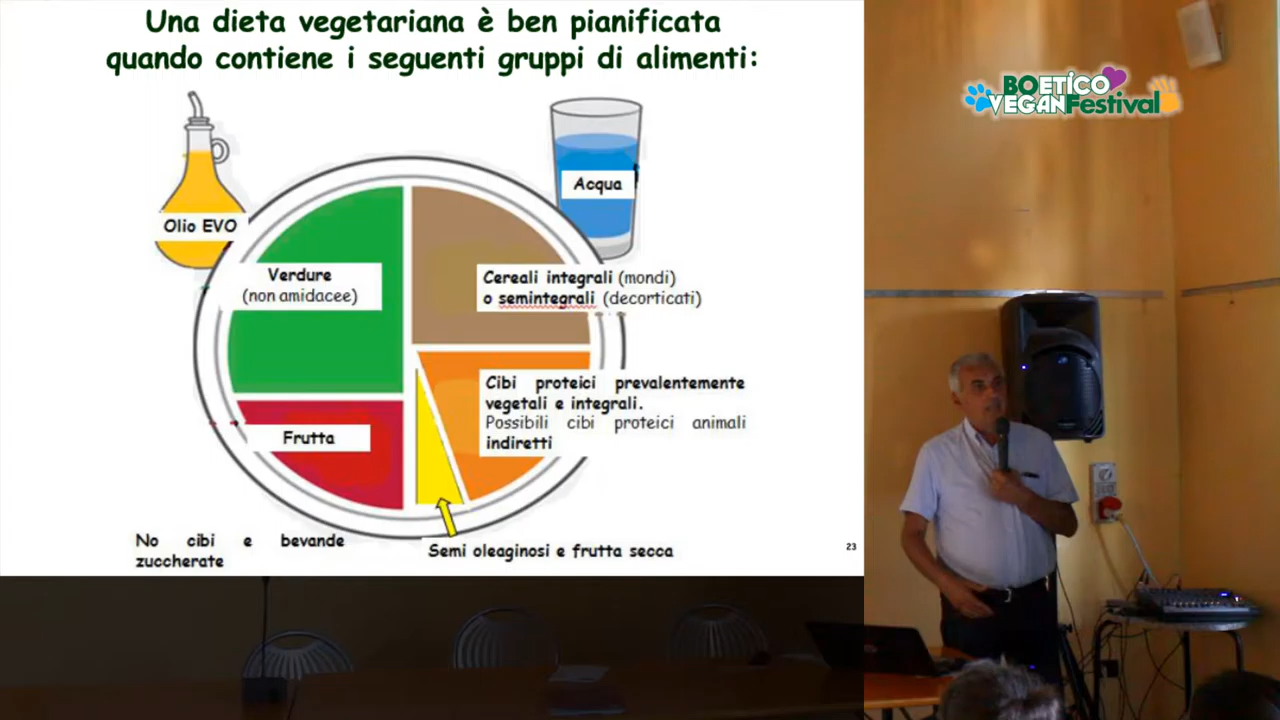 Una dieta vegetariana è ben pianificata
quando contiene i seguenti gruppi di alimenti:
BOETICO
VEGANFestival
Olio EVO
Acqua
Verdure
(non amidacee)
Cereali integrali (mondi)
o semintegrali (decorticati)
Cibi proteici prevalentemente
vegetali e integrali.
Possibili cibi proteici animali
indiretti
Frutta
No cibi e bevande
zuccherate
Semi oleaginosi e frutta secca
23